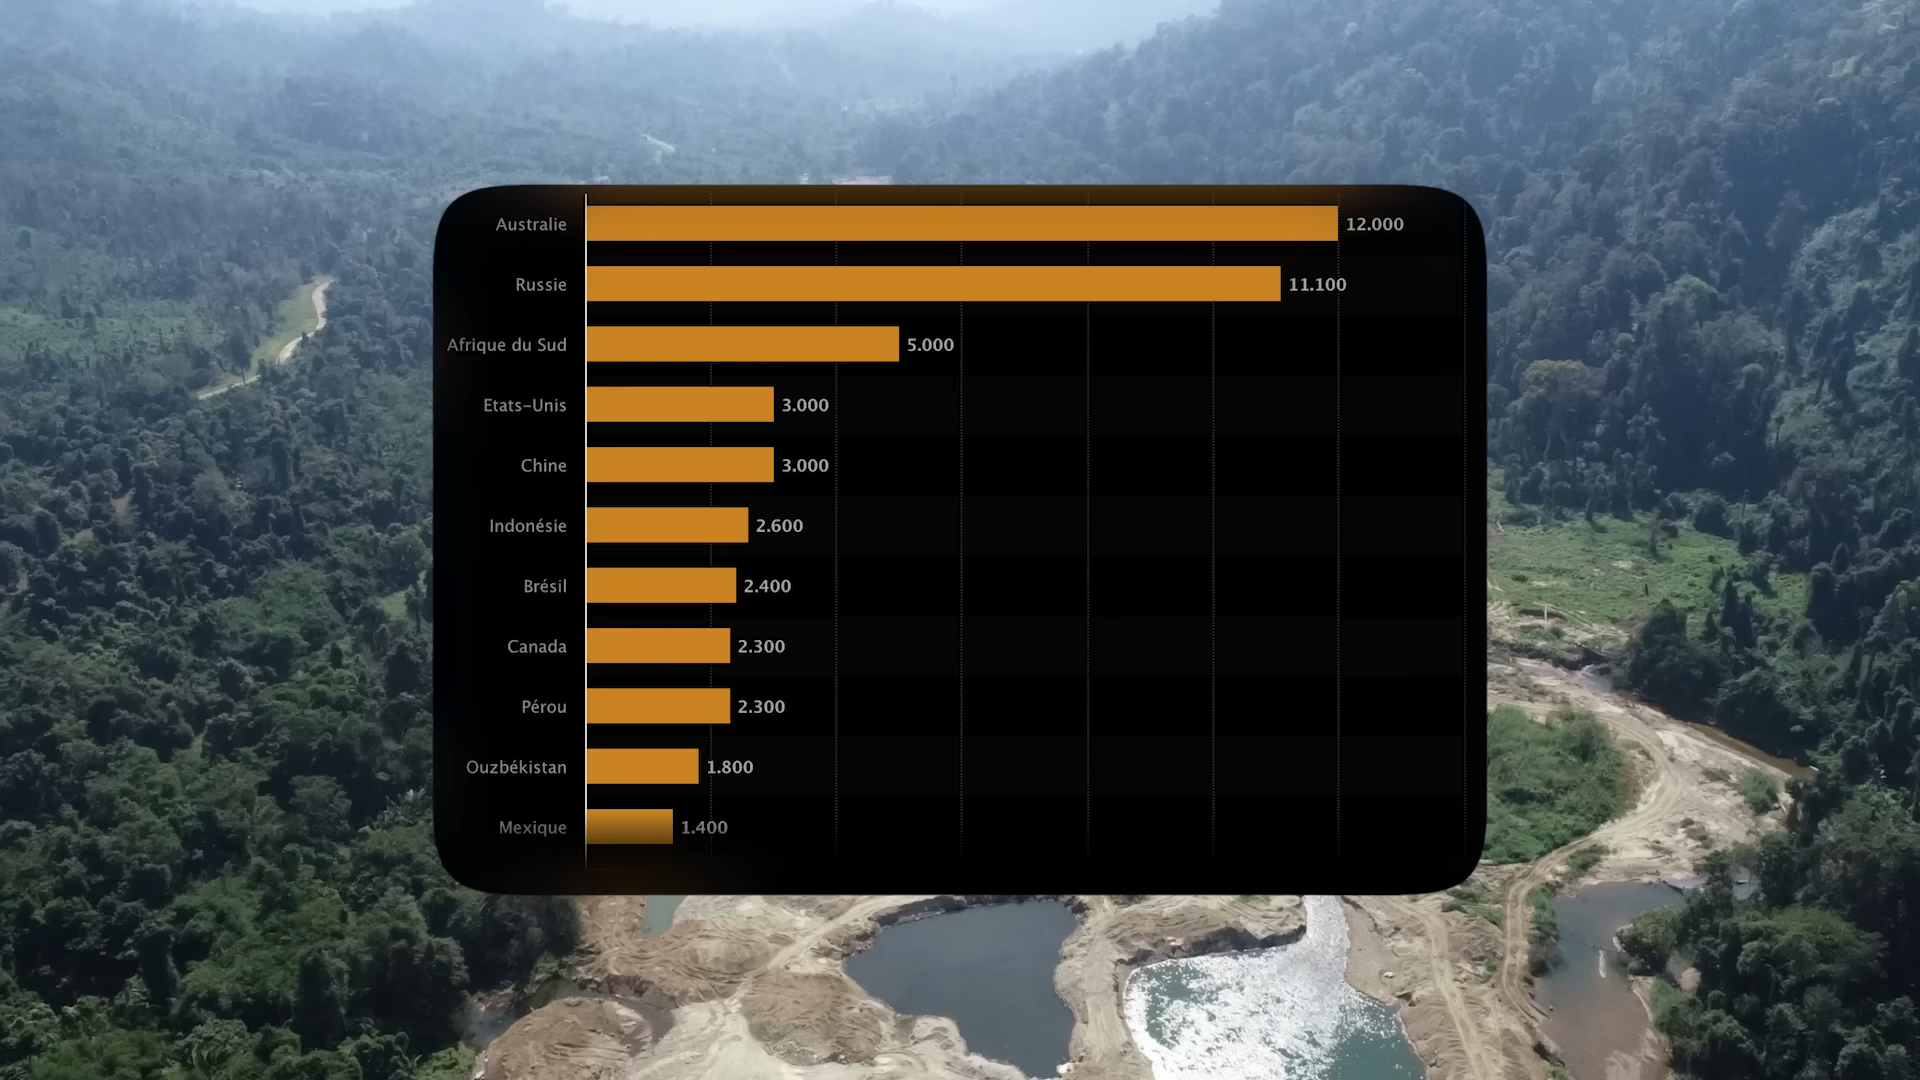 Australie 12.000
Russie 11.100
Afrique du Sud 5.000
Etats-Unis 3.000
Chine 3.000
Indonésie 2.600
Brésil 2.400
Canada 2.300
Pérou 2.300
Ouzbékistan 1.800
Mexique 1.400